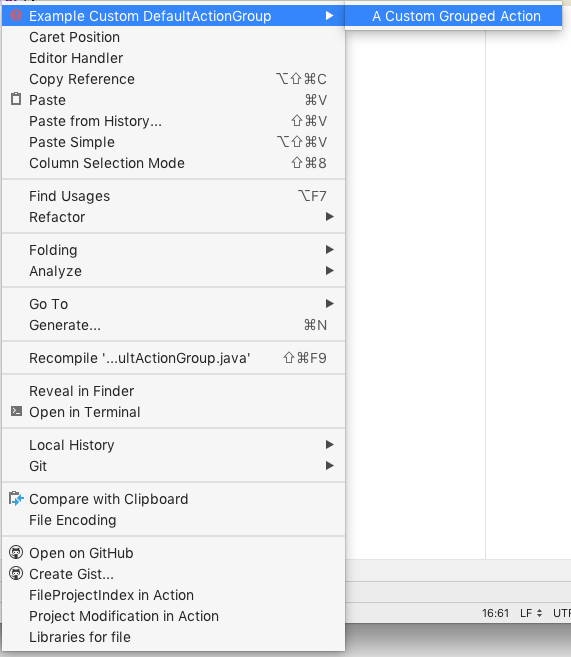 Example Custom DefaultActionGroup
A Custom Grouped Action
Caret Position
Editor Handler
Copy Reference ⌥⇧⌘C
Paste ⌘V
Paste from History... ⇧⌘V
Paste Simple ⌥⇧⌘V
Column Selection Mode ⇧⌘8
Find Usages ⌥F7
Refactor
Folding
Analyze
Go To
Generate... ⌘N
Recompile '...ultActionGroup.java' ⇧⌘F9
Reveal in Finder
Open in Terminal
Local History
Git
Compare with Clipboard
File Encoding
Open on GitHub
Create Gist...
FileProjectIndex in Action
Project Modification in Action
Libraries for file
16:61 LF UTF